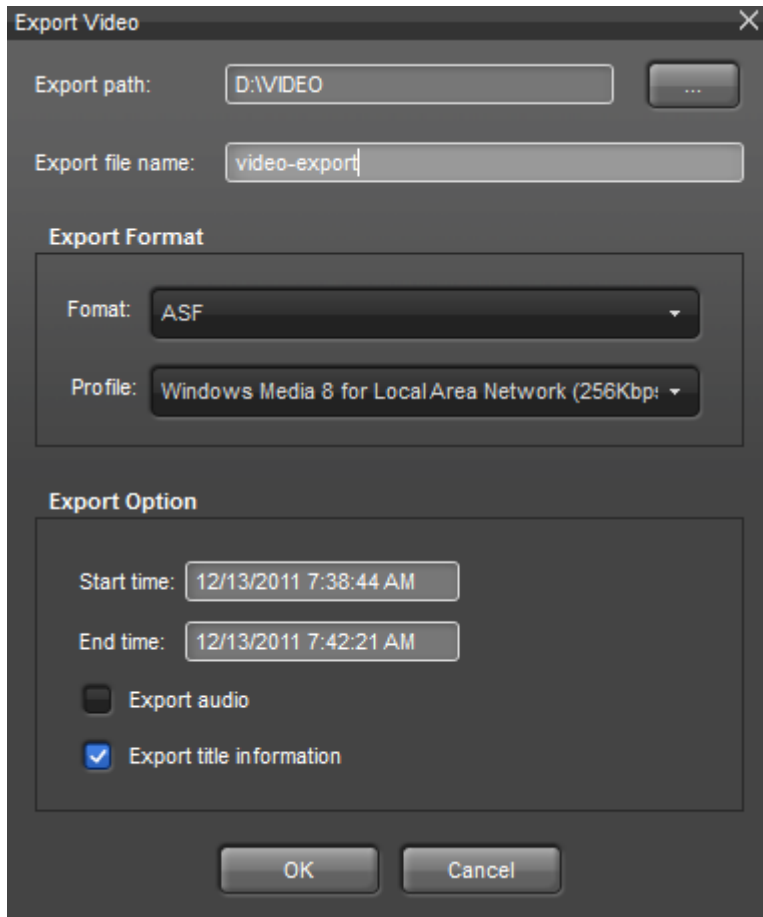 Export Video
Export path: D:\VIDEO ...
Export file name: video-export
Export Format
Fomat: ASF
Profile: Windows Media 8 for Local Area Network (256Kbp
Export Option
Start time: 12/13/2011 7:38:44 AM
End time: 12/13/2011 7:42:21 AM
Export audio
Export title information
OK Cancel